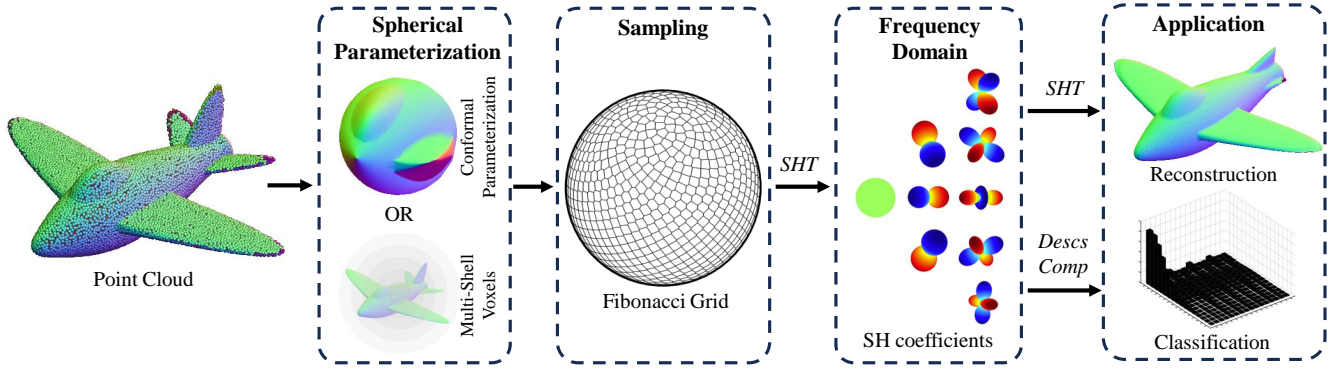 Point Cloud
Spherical
Parameterization
Conformal
Parameterization
OR
Multi-Shell
Voxels
Sampling
Fibonacci Grid
SHT
Frequency
Domain
SH coefficients
SHT
Descs
Comp
Application
Reconstruction
Classification